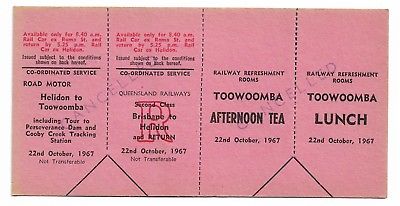 Available only for 8.40 a.m.
Rail Car ex Roma St. and
return by 5.25 p.m. Rail
Car ex Helidon.
Issued subject to the
conditions
shown on Back hereof.
CO-ORDINATED SERVICE
ROAD MOTOR
Helidon to
Toowoomba
including Tour to
Perseverance Dam and
Cooby Creek Tracking
Station
22nd October, 1967
Not Transferable
Available only for 8.40 a.m.
Rail Car ex Roma St. and
return by 5.25 p.m. Rail
Car ex Helidon.
Issued subject to the
conditions
shown on Back hereof.
CO-ORDINATED SERVICE
QUEENSLAND RAILWAYS
Second Class
Brisbane to
Helidon
and RETURN
R
22nd October, 1967
Not Transferable
RAILWAY REFRESHMENT
ROOMS
TOOWOOMBA
AFTERNOON TEA
22nd October, 1967
RAILWAY REFRESHMENT
ROOMS
TOOWOOMBA
LUNCH
22nd October, 1967
CANCELLED
CANCELLED